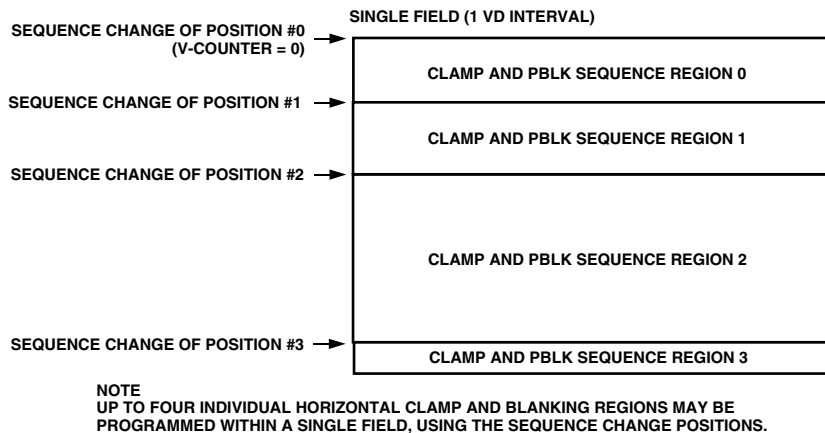 SINGLE FIELD (1 VD INTERVAL)
SEQUENCE CHANGE OF POSITION #0
(V-COUNTER = 0)
CLAMP AND PBLK SEQUENCE REGION 0
SEQUENCE CHANGE OF POSITION #1
CLAMP AND PBLK SEQUENCE REGION 1
SEQUENCE CHANGE OF POSITION #2
CLAMP AND PBLK SEQUENCE REGION 2
SEQUENCE CHANGE OF POSITION #3
CLAMP AND PBLK SEQUENCE REGION 3
NOTE
UP TO FOUR INDIVIDUAL HORIZONTAL CLAMP AND BLANKING REGIONS MAY BE
PROGRAMMED WITHIN A SINGLE FIELD, USING THE SEQUENCE CHANGE POSITIONS.